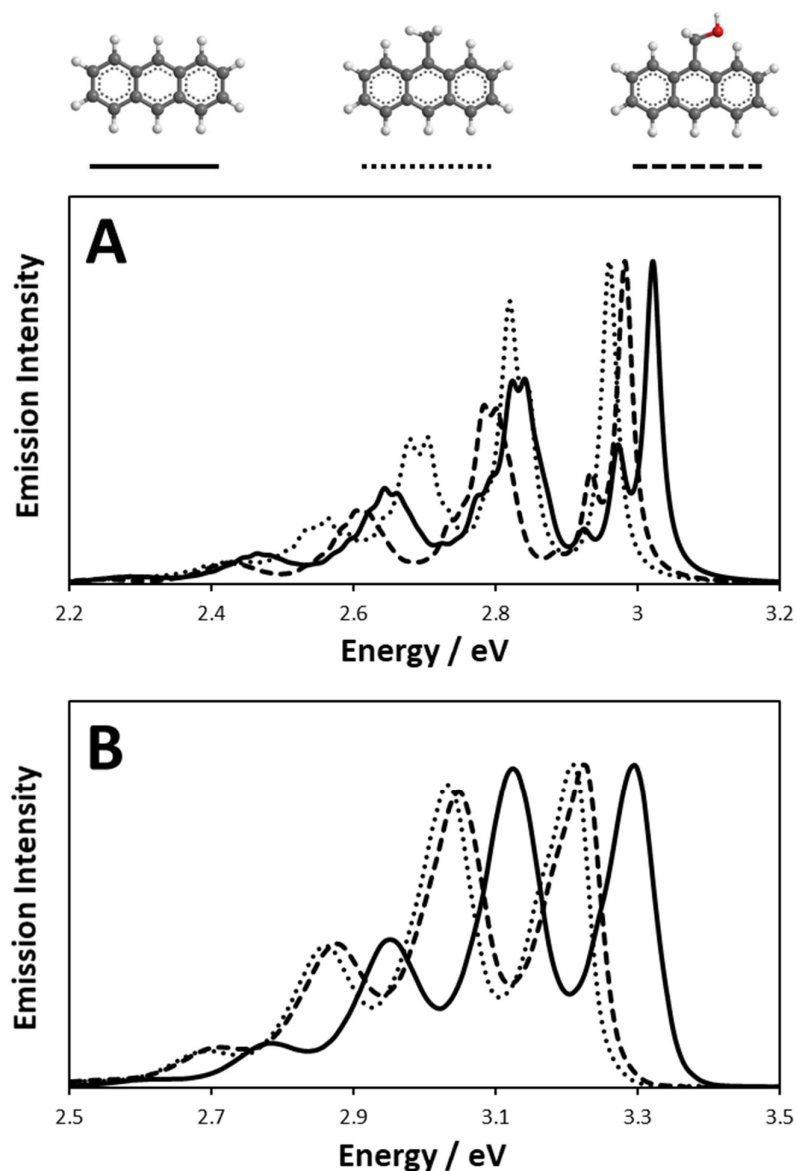 A
Emission Intensity
2.2 2.4 2.6 2.8 3 3.2
Energy / eV
B
Emission Intensity
2.5 2.7 2.9 3.1 3.3 3.5
Energy / eV